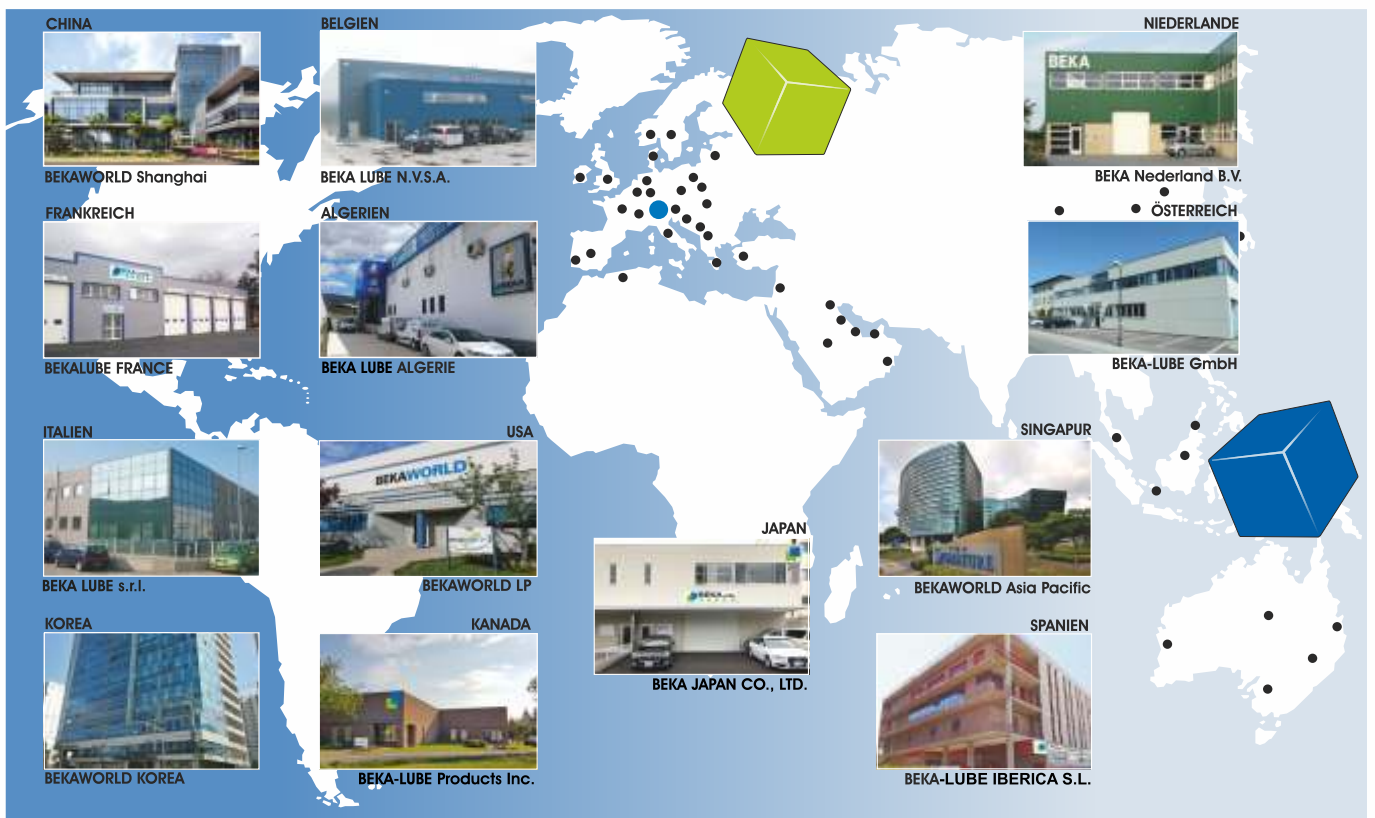 CHINA
BELGIEN
NIEDERLANDE
BEKA
BEKAWORLD Shanghai
BEKA LUBE N.V.S.A.
BEKA Nederland B.V.
FRANKREICH
ALGERIEN
ÖSTERREICH
BEKALUBE FRANCE
BEKA LUBE ALGERIE
BEKA-LUBE GmbH
ITALIEN
USA
SINGAPUR
BEKAWORLD
BEKA LUBE s.r.l.
BEKAWORLD LP
BEKAWORLD Asia Pacific
JAPAN
BEKA
BEKA JAPAN CO., LTD.
KOREA
KANADA
SPANIEN
BEKAWORLD KOREA
BEKA-LUBE Products Inc.
BEKA-LUBE IBERICA S.L.